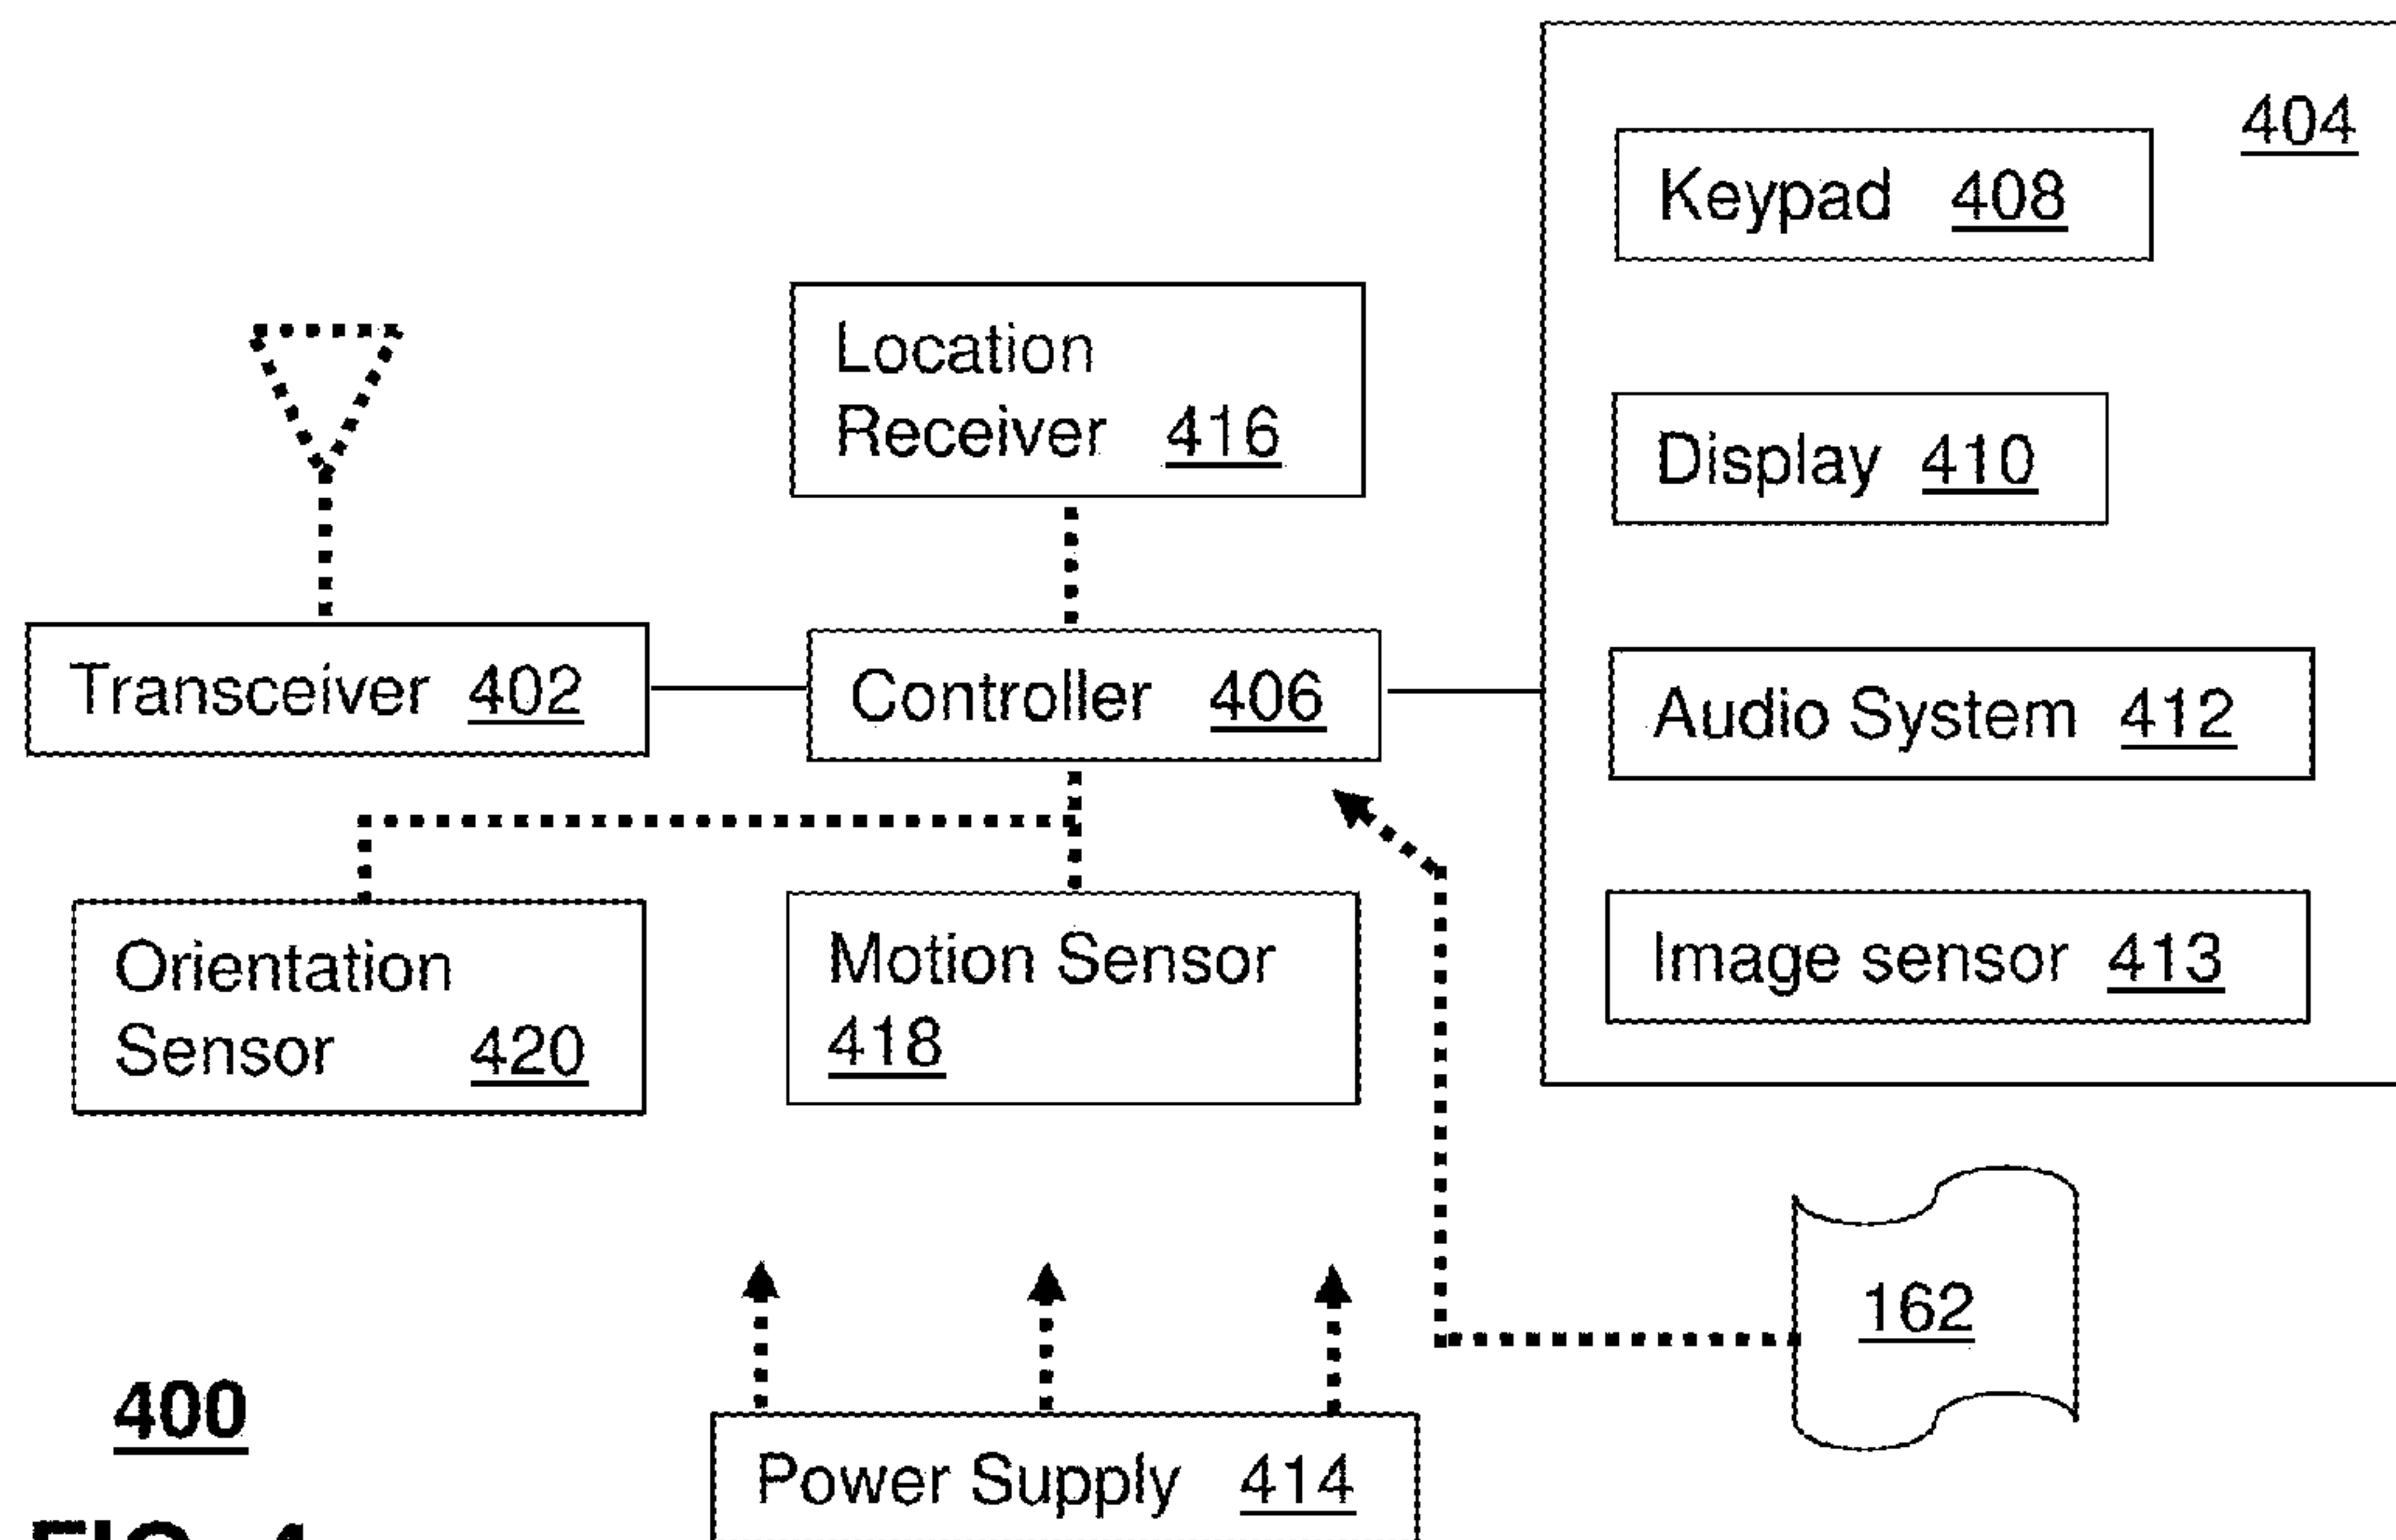 404
Keypad 408
Location
Receiver 416
Display 410
Transceiver 402
Controller 406
Audio System 412
Orientation
Sensor 420
Motion Sensor
418
Image sensor 413
162
400
Power Supply 414